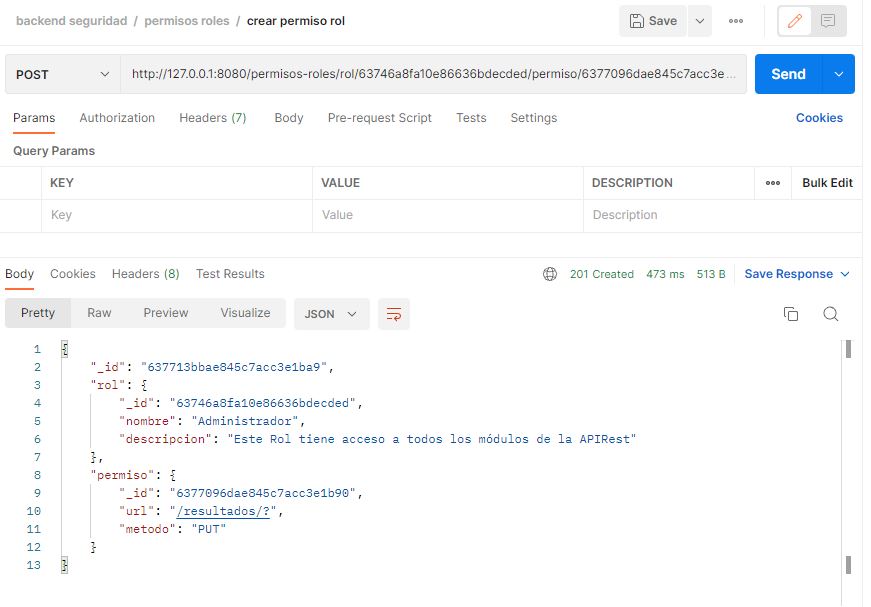 backend seguridad / permisos roles / crear permiso rol
Save
POST
http://127.0.0.1:8080/permisos-roles/rol/63746a8fa10e86636bdecded/permiso/6377096dae845c7acc3e...
Send
Params Authorization Headers (7) Body Pre-request Script Tests Settings Cookies
Query Params
KEY VALUE DESCRIPTION Bulk Edit
Key Value Description
Body Cookies Headers (8) Test Results 201 Created 473 ms 513 B Save Response
Pretty Raw Preview Visualize JSON
1 {
2 "_id": "637713bbae845c7acc3e1ba9",
3 "rol": {
4 "_id": "63746a8fa10e86636bdecded",
5 "nombre": "Administrador",
6 "descripcion": "Este Rol tiene acceso a todos los módulos de la APIRest"
7 },
8 "permiso": {
9 "_id": "6377096dae845c7acc3e1b90",
10 "url": "/resultados/?",
11 "metodo": "PUT"
12 }
13 }